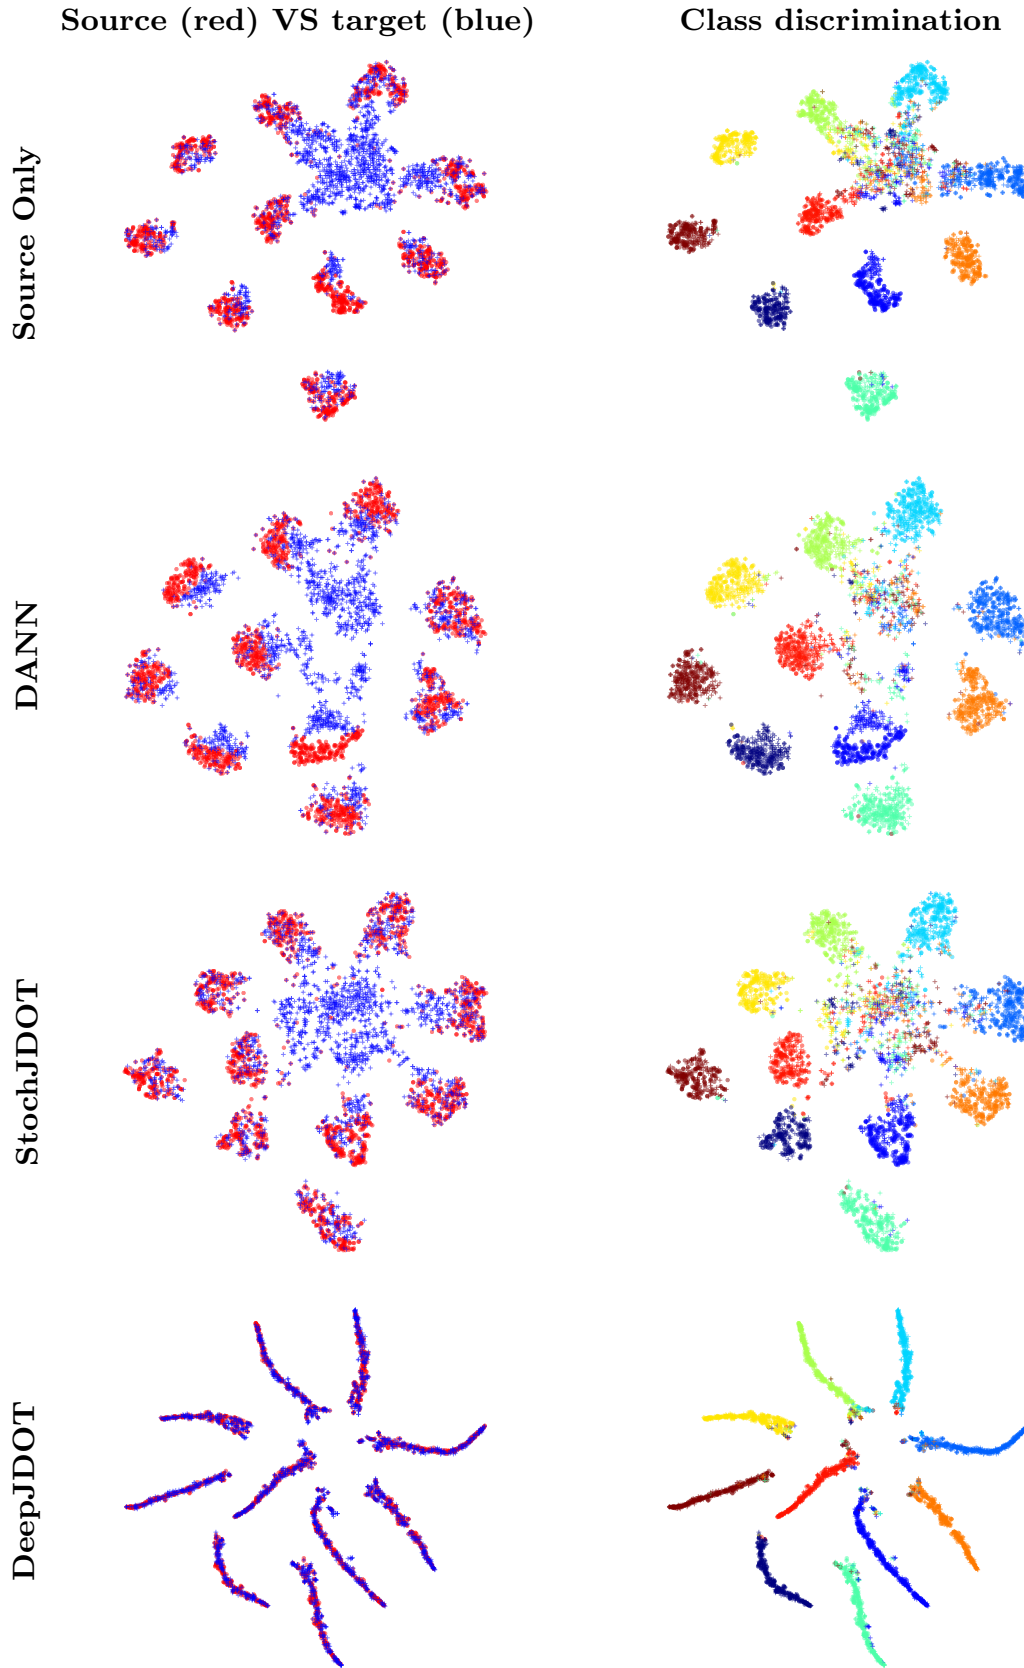 Source (red) VS target (blue)
Class discrimination
Source Only
DANN
StochJDOT
DeepJDOT